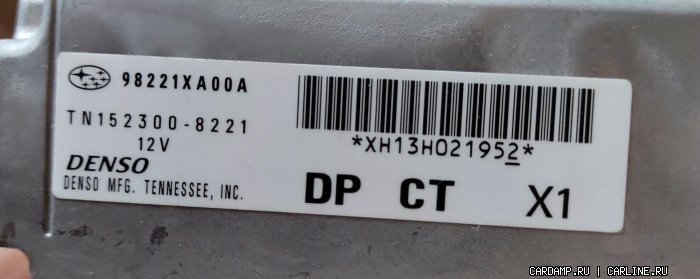 98221XA00A
TN152300-8221
12V
DENSO
DENSO MFG. TENNESSEE, INC.
*XH13H021952*
DP CT X1
CARDAMP.RU | CARLINE.RU